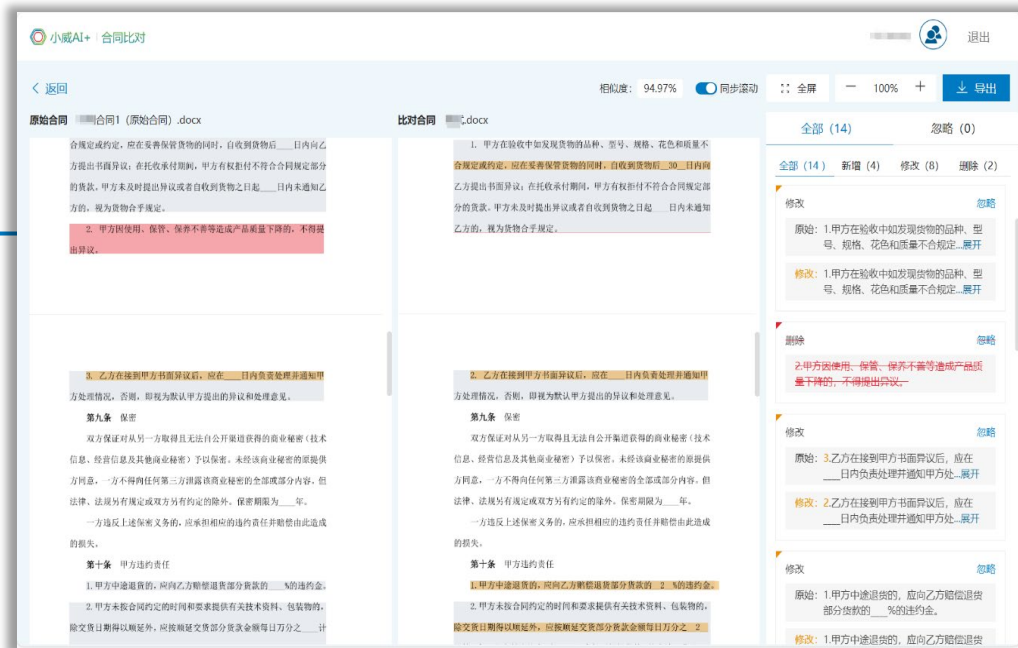 小威AI+ 合同比对
退出
返回
相似度： 94.97%
同步滚动
全屏
— 100% +
导出
原始合同 合同1（原始合同）.docx
合规定或约定，应在妥善保管货物的同时，自收到货物后____日内向乙
方提出书面异议；在托收承付期间，甲方有权拒付不符合合同规定部分
的货款，甲方未及时提出异议或者自收到货物之日起____日内未通知乙
方的，视为货物合乎规定。
2. 甲方因使用、保管、保养不善等造成产品质量下降的，不得提
出异议。
3. 乙方在接到甲方书面异议后，应在____日内负责处理并通知甲
方处理情况，否则，即视为默认甲方提出的异议和处理意见。
第九条 保密
双方保证对从另一方取得且无法自公开渠道获得的商业秘密（技术
信息、经营信息及其他商业秘密）予以保密。未经该商业秘密的原提供
方同意，一方不得向任何第三方泄露该商业秘密的全部或部分内容。但
法律、法规另有规定或双方另有约定的除外。保密期限为____年。
一方违反上述保密义务的，应承担相应的违约责任并赔偿由此造成
的损失。
第十条 甲方违约责任
1. 甲方中途退货的，应向乙方赔偿退货部分货款的____%的违约金。
2. 甲方未按合同约定的时间和要求提供有关技术资料、包装物的，
除交货日期得以顺延外，应按顺延交货部分货款金额每日万分之____计
比对合同 .docx
1. 甲方在验收中如发现货物的品种、型号、规格、花色和质量不
合规定或约定，应在妥善保管货物的同时，自收到货物后__30__日内向
乙方提出书面异议；在托收承付期间，甲方有权拒付不符合合同规定部
分的货款。甲方未及时提出异议或者自收到货物之日起____日内未通知
乙方的，视为货物合乎规定。
2. 乙方在接到甲方书面异议后，应在____日内负责处理并通知甲
方处理情况，否则，即视为默认甲方提出的异议和处理意见。
第九条 保密
双方保证对从另一方取得且无法自公开渠道获得的商业秘密（技术
信息、经营信息及其他商业秘密）予以保密。未经该商业秘密的原提供
方同意，一方不得向任何第三方泄露该商业秘密的全部或部分内容。但
法律、法规另有规定或双方另有约定的除外。保密期限为____年。
一方违反上述保密义务的，应承担相应的违约责任并赔偿由此造成
的损失。
第十条 甲方违约责任
1. 甲方中途退货的，应向乙方赔偿退货部分货款的__2__%的违约金。
2. 甲方未按合同约定的时间和要求提供有关技术资料、包装物的，
除交货日期得以顺延外，应按顺延交货部分货款金额每日万分之__2__
全部（14） 忽略（0）
全部（14） 新增（4） 修改（8） 删除（2）
修改 忽略
原始： 1.甲方在验收中如发现货物的品种、型
号、规格、花色和质量不合规定...展开
修改： 1.甲方在验收中如发现货物的品种、型
号、规格、花色和质量不合规定...展开
删除 忽略
2.甲方因使用、保管、保养不善等造成产品质
量下降的，不得提出异议。
修改 忽略
原始： 3.乙方在接到甲方书面异议后，应在
____日内负责处理并通知甲方处...展开
修改： 2.乙方在接到甲方书面异议后，应在
____日内负责处理并通知甲方处...展开
修改 忽略
原始： 1.甲方中途退货的，应向乙方赔偿退货
部分货款的____%的违约金。
修改： 1.甲方中途退货的，应向乙方赔偿退货